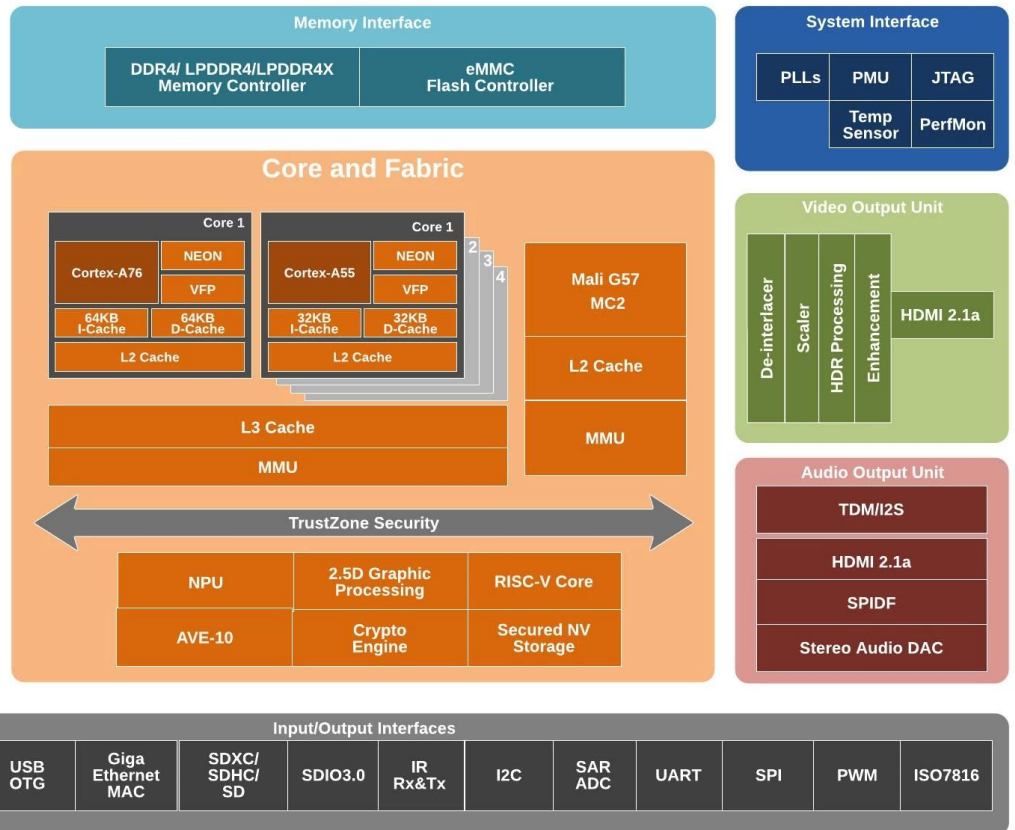 Memory Interface
DDR4/ LPDDR4/LPDDR4X
Memory Controller
eMMC
Flash Controller
System Interface
PLLs
PMU
JTAG
Temp
Sensor
PerfMon
Core and Fabric
Core 1
Cortex-A76
NEON
VFP
64KB
I-Cache
64KB
D-Cache
L2 Cache
Core 1
2
3
4
Cortex-A55
NEON
VFP
32KB
I-Cache
32KB
D-Cache
L2 Cache
Mali G57
MC2
L2 Cache
MMU
L3 Cache
MMU
TrustZone Security
NPU
2.5D Graphic
Processing
RISC-V Core
AVE-10
Crypto
Engine
Secured NV
Storage
Video Output Unit
De-interlacer
Scaler
HDR Processing
Enhancement
HDMI 2.1a
Audio Output Unit
TDM/I2S
HDMI 2.1a
SPIDF
Stereo Audio DAC
Input/Output Interfaces
USB
OTG
Giga
Ethernet
MAC
SDXC/
SDHC/
SD
SDIO3.0
IR
Rx&Tx
I2C
SAR
ADC
UART
SPI
PWM
ISO7816